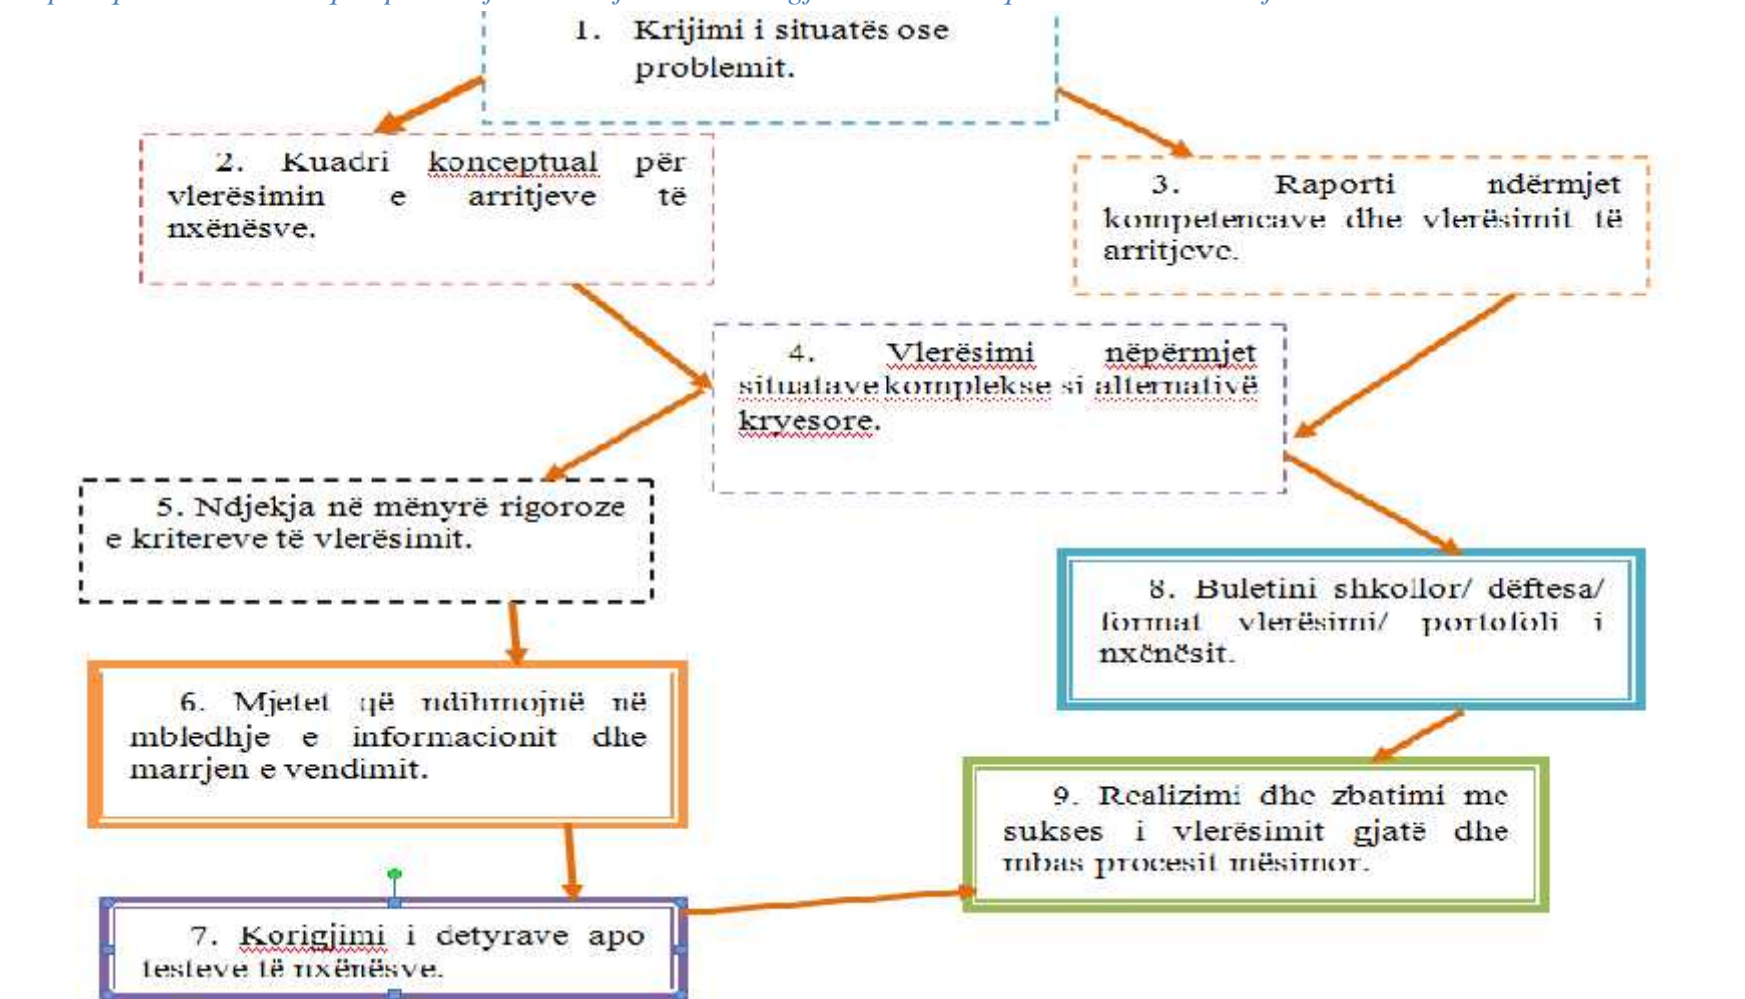 1. Krijimi i situatës ose
problemit.
2. Kuadri konceptual për
vlerësimin e arritjeve të
nxënësve.
3. Raporti ndërmjet
kompetencave dhe vlerësimit të
arritjeve.
4. Vlerësimi nëpërmjet
situatave komplekse si alternativë
kryesore.
5. Ndjekja në mënyrë rigoroze
e kritereve të vlerësimit.
6. Mjetet që ndihmojnë në
mbledhje e informacionit dhe
marrjen e vendimit.
7. Korigjimi i detyrave apo
testeve të nxënësve.
8. Buletini shkollor/ dëftesa/
format vlerësimi/ portofoli i
nxënësit.
9. Realizimi dhe zbatimi me
sukses i vlerësimit gjatë dhe
mbas procesit mësimor.